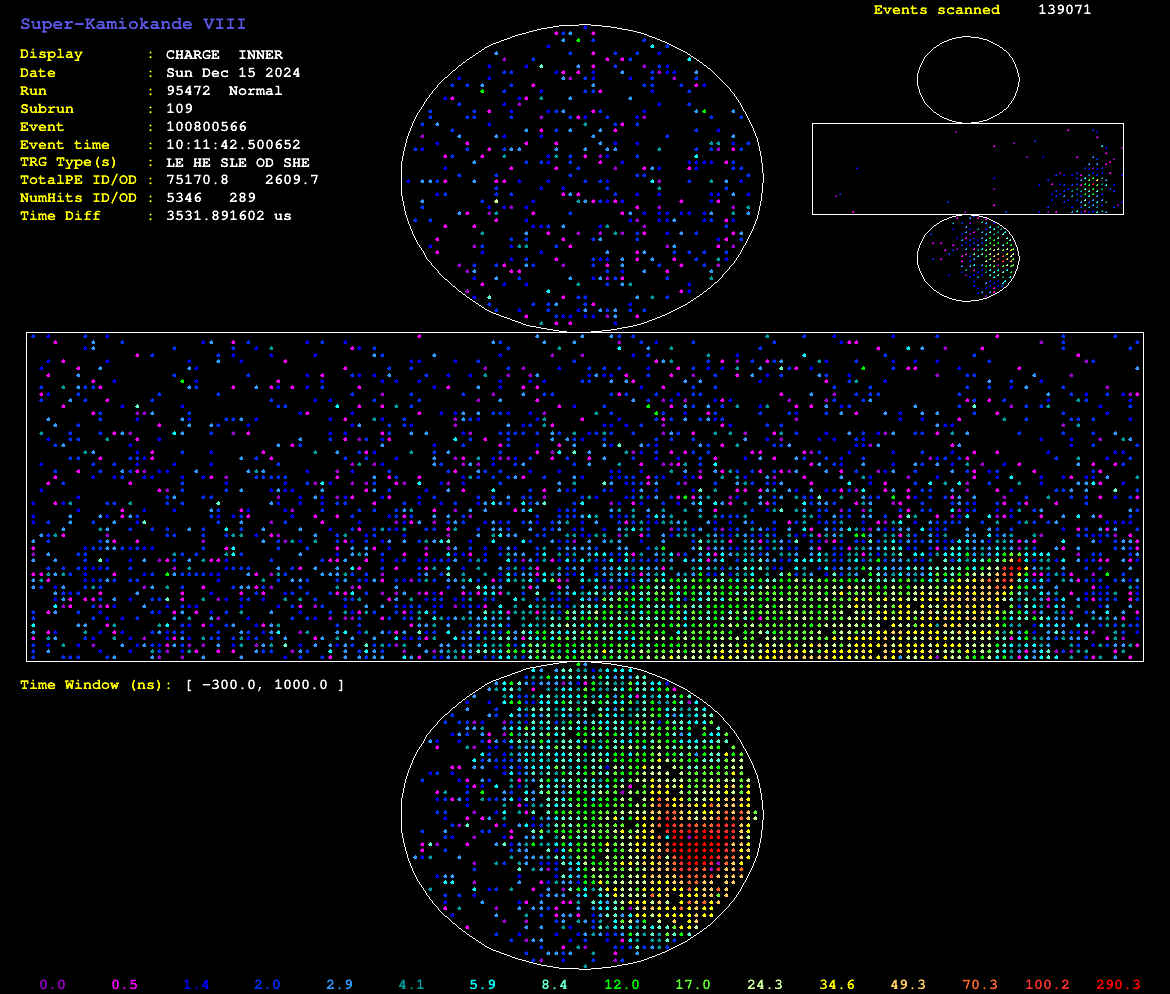 Super-Kamiokande VIII
Events scanned 139071
Display : CHARGE INNER
Date : Sun Dec 15 2024
Run : 95472 Normal
Subrun : 109
Event : 100800566
Event time : 10:11:42.500652
TRG Type(s) : LE HE SLE OD SHE
TotalPE ID/OD : 75170.8 2609.7
NumHits ID/OD : 5346 289
Time Diff : 3531.891602 us
Time Window (ns): [ -300.0, 1000.0 ]
0.0 0.5 1.4 2.0 2.9 4.1 5.9 8.4 12.0 17.0 24.3 34.6 49.3 70.3 100.2 290.3